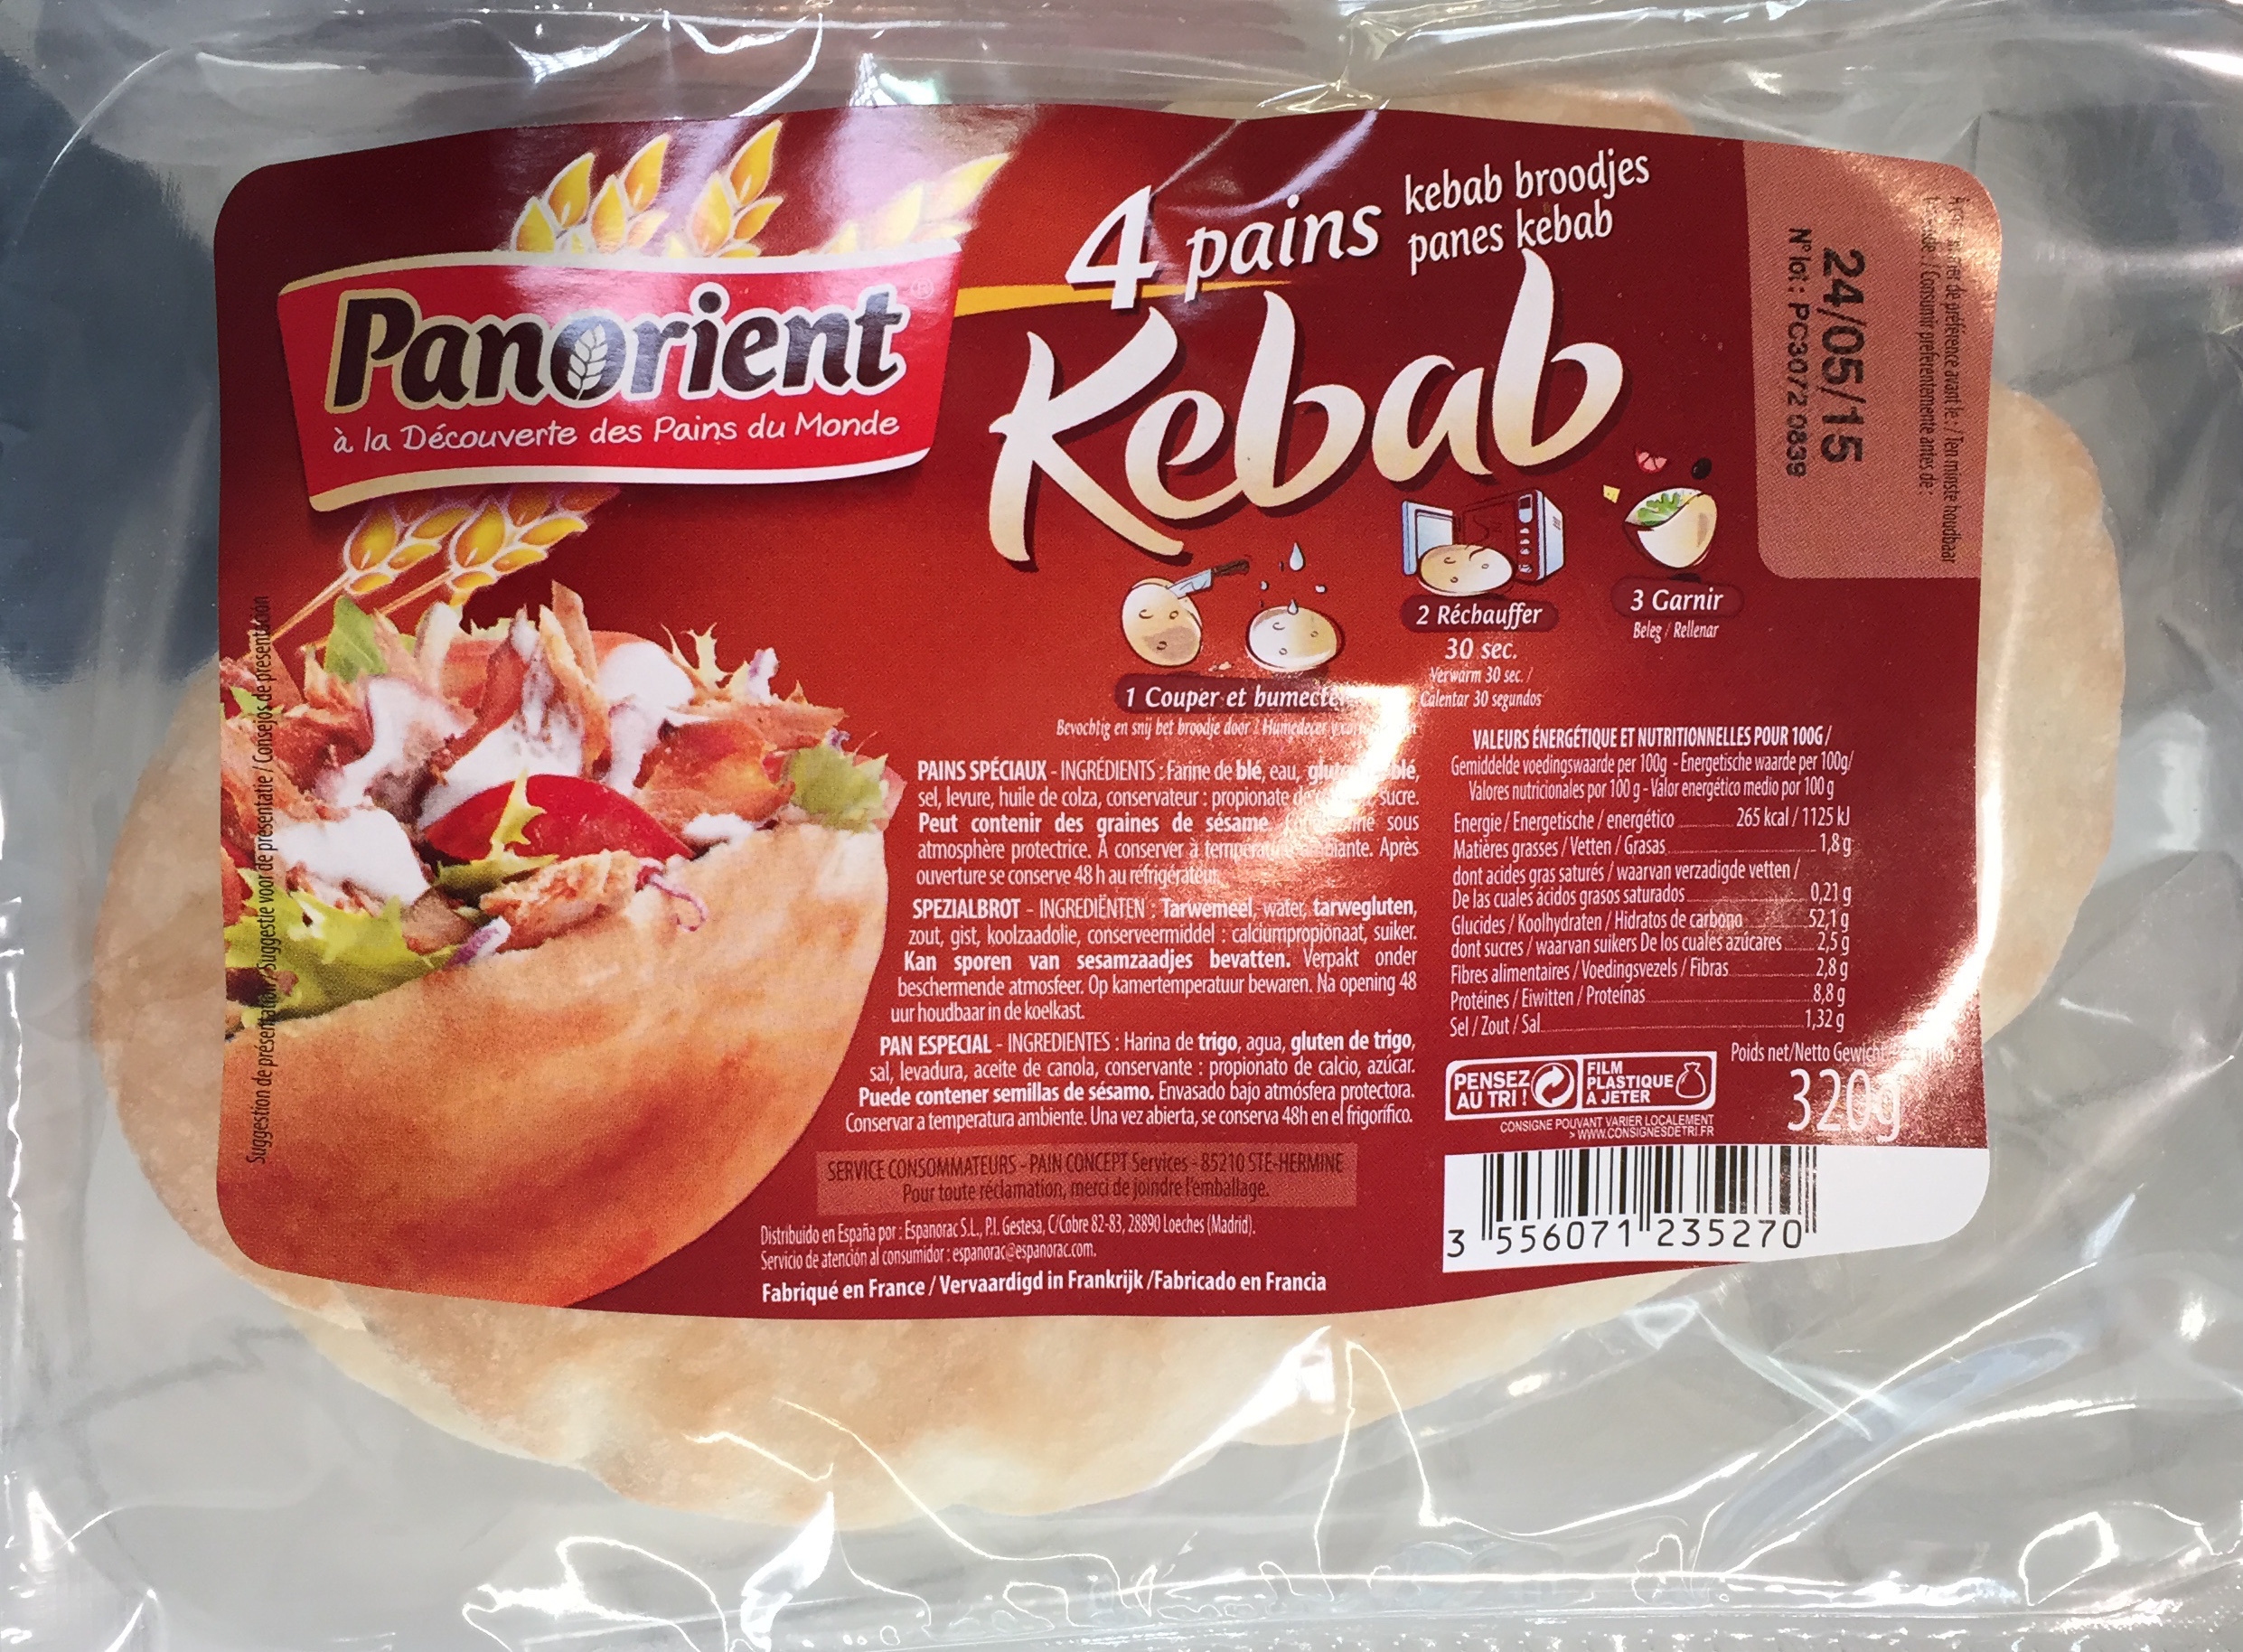 Panorient
®
à la Découverte des Pains du Monde
4 pains
kebab broodjes
panes kebab
Kebab
24/05/15
N° lot : PC3072 0839
de préférence avant le : / Ten minste houdbaar
/ Consumir preferentemente antes de :
1 Couper et
Bevochtig en snij het broodje door / Humedecer y
2 Réchauffer
30 sec.
Verwarm 30 sec. /
Calentar 30 segundos
3 Garnir
Beleg / Rellenar
Suggestion de présentation / Suggestie voor de presentatie / Consejos de presentación
PAINS SPÉCIAUX - INGRÉDIENTS : Farine de blé, eau, blé,
sel, levure, huile de colza, conservateur : propionate de sucre.
Peut contenir des graines de sésame. sous
atmosphère protectrice. À conserver à température Après
ouverture se conserve 48 h au réfrigérateur.
SPEZIALBROT - INGREDIËNTEN : Tarwemeel, water, tarwegluten,
zout, gist, koolzaadolie, conserveermiddel : calciumpropionaat, suiker.
Kan sporen van sesamzaadjes bevatten. Verpakt onder
beschermende atmosfeer. Op kamertemperatuur bewaren. Na opening 48
uur houdbaar in de koelkast.
PAN ESPECIAL - INGREDIENTES : Harina de trigo, agua, gluten de trigo,
sal, levadura, aceite de canola, conservante : propionato de calcio, azúcar.
Puede contener semillas de sésamo. Envasado bajo atmósfera protectora.
Conservar a temperatura ambiente. Una vez abierta, se conserva 48h en el frigorífico.
SERVICE CONSOMMATEURS - PAIN CONCEPT Services - 85210 STE-HERMINE
Pour toute réclamation, merci de joindre l'emballage.
Distribuido en España por : Espanorac S.L., P.I. Gestesa, C/Cobre 82-83, 28890 Loeches (Madrid).
Servicio de atención al consumidor : espanorac@espanorac.com.
Fabriqué en France / Vervaardigd in Frankrijk /Fabricado en Francia
VALEURS ÉNERGÉTIQUE ET NUTRITIONNELLES POUR 100G /
Gemiddelde voedingswaarde per 100g - Energetische waarde per 100g/
Valores nutricionales por 100 g - Valor energético medio por 100 g
Energie / Energetische / energético 265 kcal / 1125 kJ
Matières grasses / Vetten / Grasas 1,8 g
dont acides gras saturés / waarvan verzadigde vetten /
De las cuales ácidos grasos saturados 0,21 g
Glucides / Koolhydraten / Hidratos de carbono 52,1 g
dont sucres / waarvan suikers De los cuales azúcares 2,5 g
Fibres alimentaires / Voedingsvezels / Fibras 2,8 g
Protéines / Eiwitten / Proteinas 8,8 g
Sel / Zout / Sal 1,32 g
PENSEZ
AU TRI !
FILM
PLASTIQUE
À JETER
CONSIGNE POUVANT VARIER LOCALEMENT
> WWW.CONSIGNESDETRI.FR
Poids net/Netto Gewicht
320g
3 556071 235270